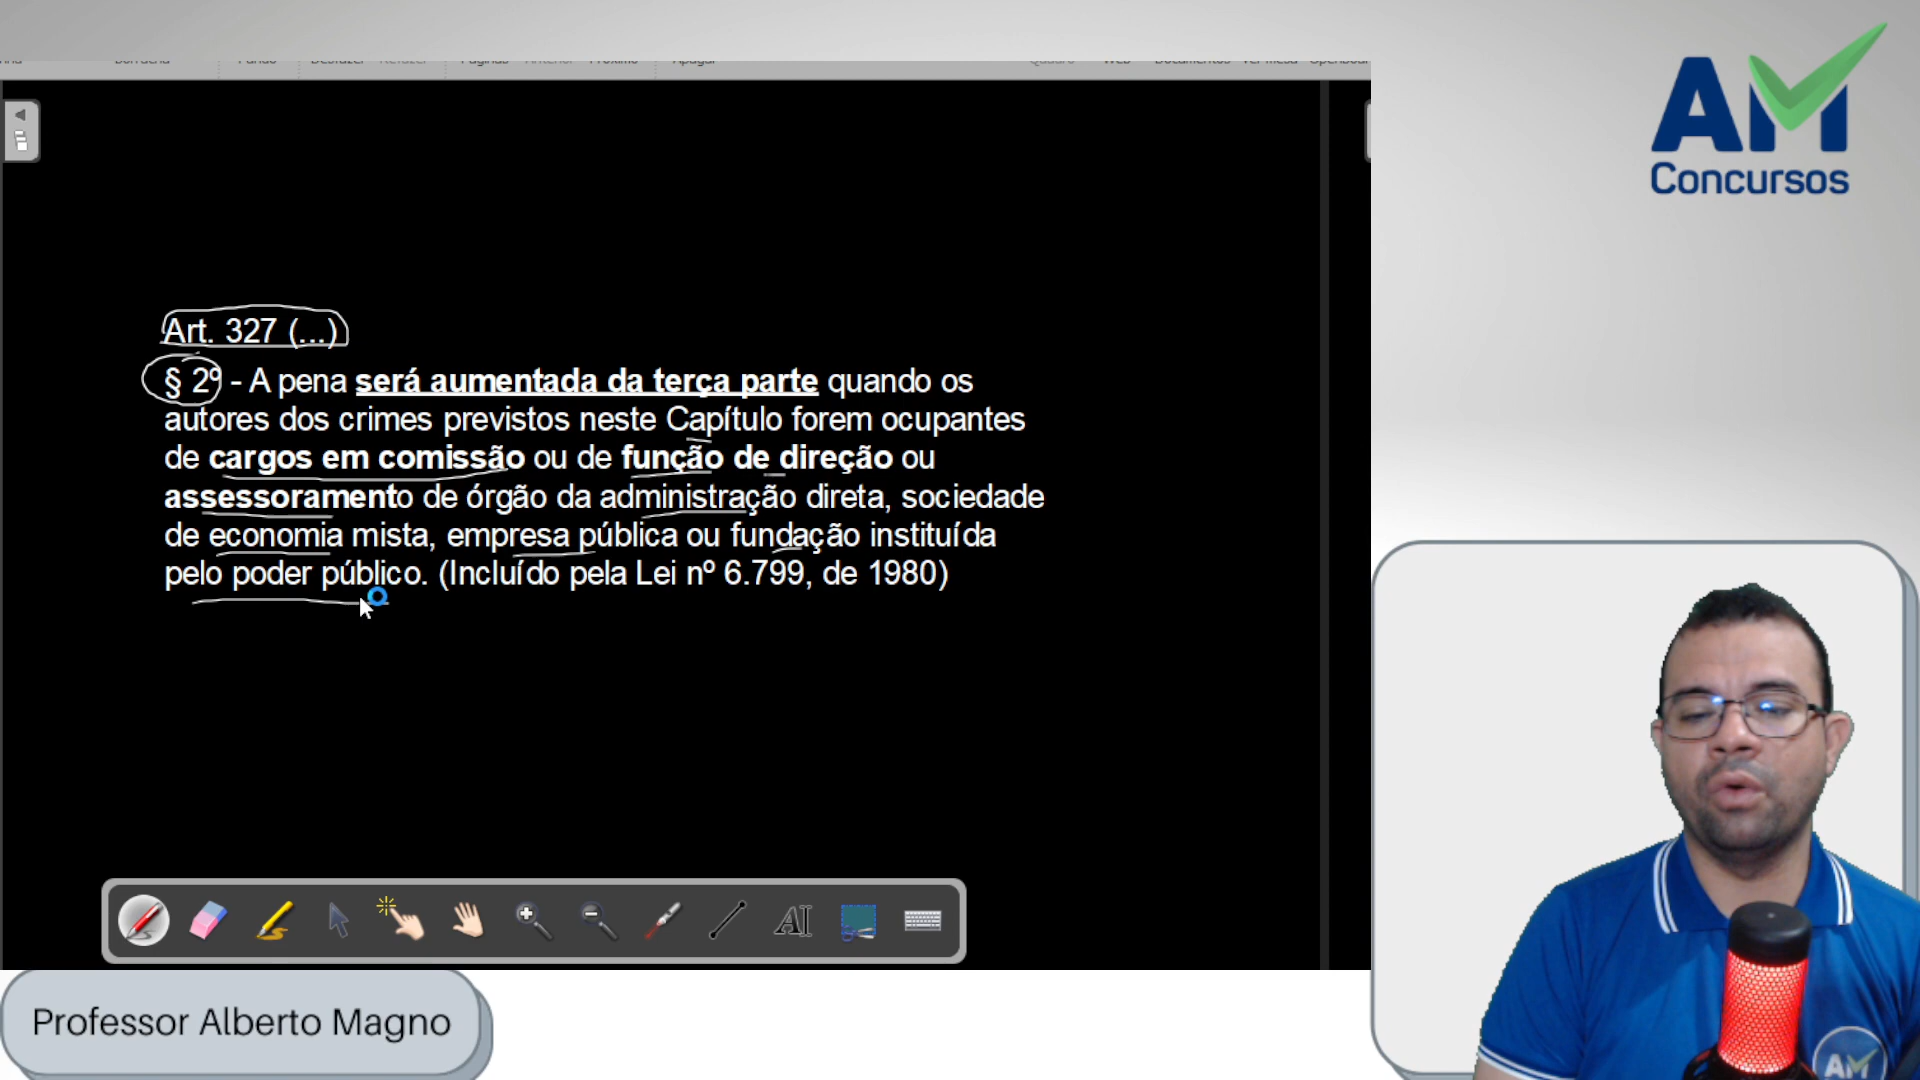 AM
Concursos
Art. 327 (...)
§ 2º - A pena será aumentada da terça parte quando os
autores dos crimes previstos neste Capítulo forem ocupantes
de cargos em comissão ou de função de direção ou
assessoramento de órgão da administração direta, sociedade
de economia mista, empresa pública ou fundação instituída
pelo poder público. (Incluído pela Lei nº 6.799, de 1980)
AI
Professor Alberto Magno
AM